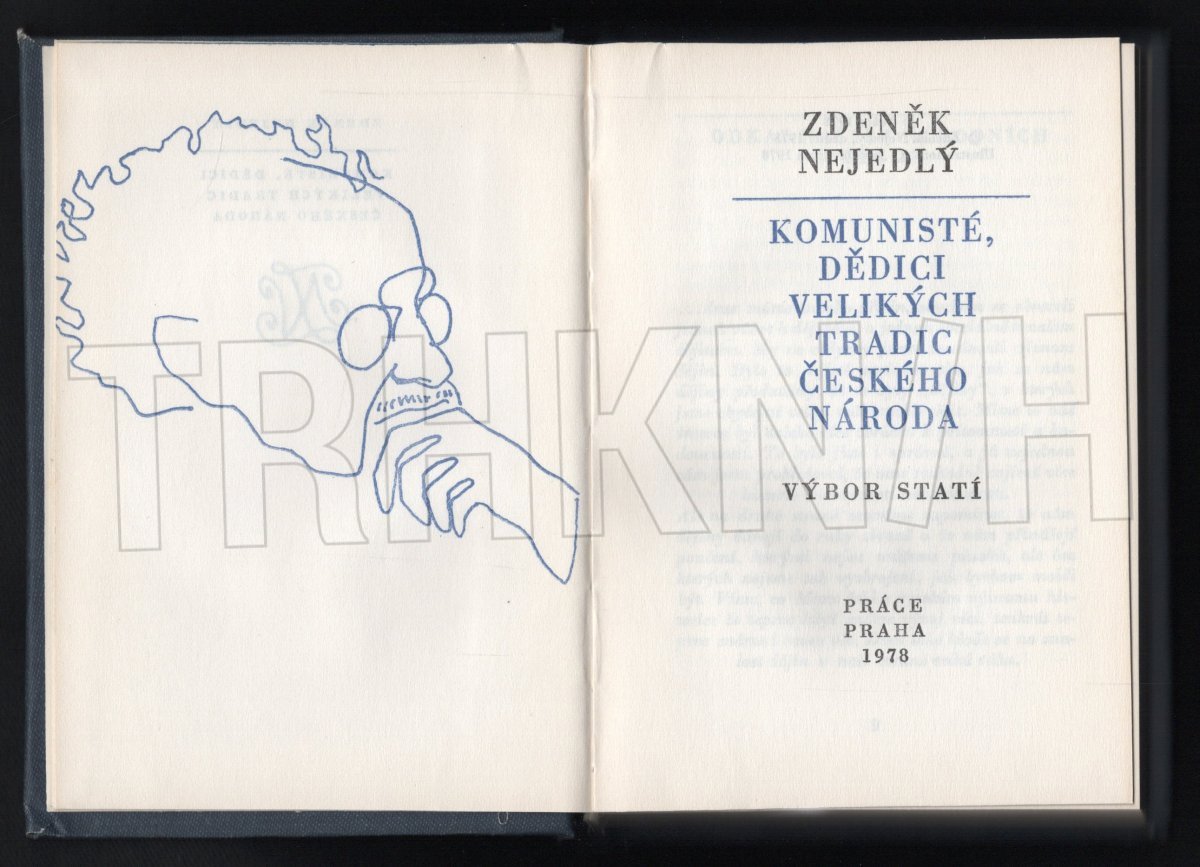 ZDENĚK
NEJEDLÝ
KOMUNISTÉ,
DĚDICI
VELIKÝCH
TRADIC
ČESKÉHO
NÁRODA
VÝBOR STATÍ
PRÁCE
PRAHA
1978
TRHKNIH